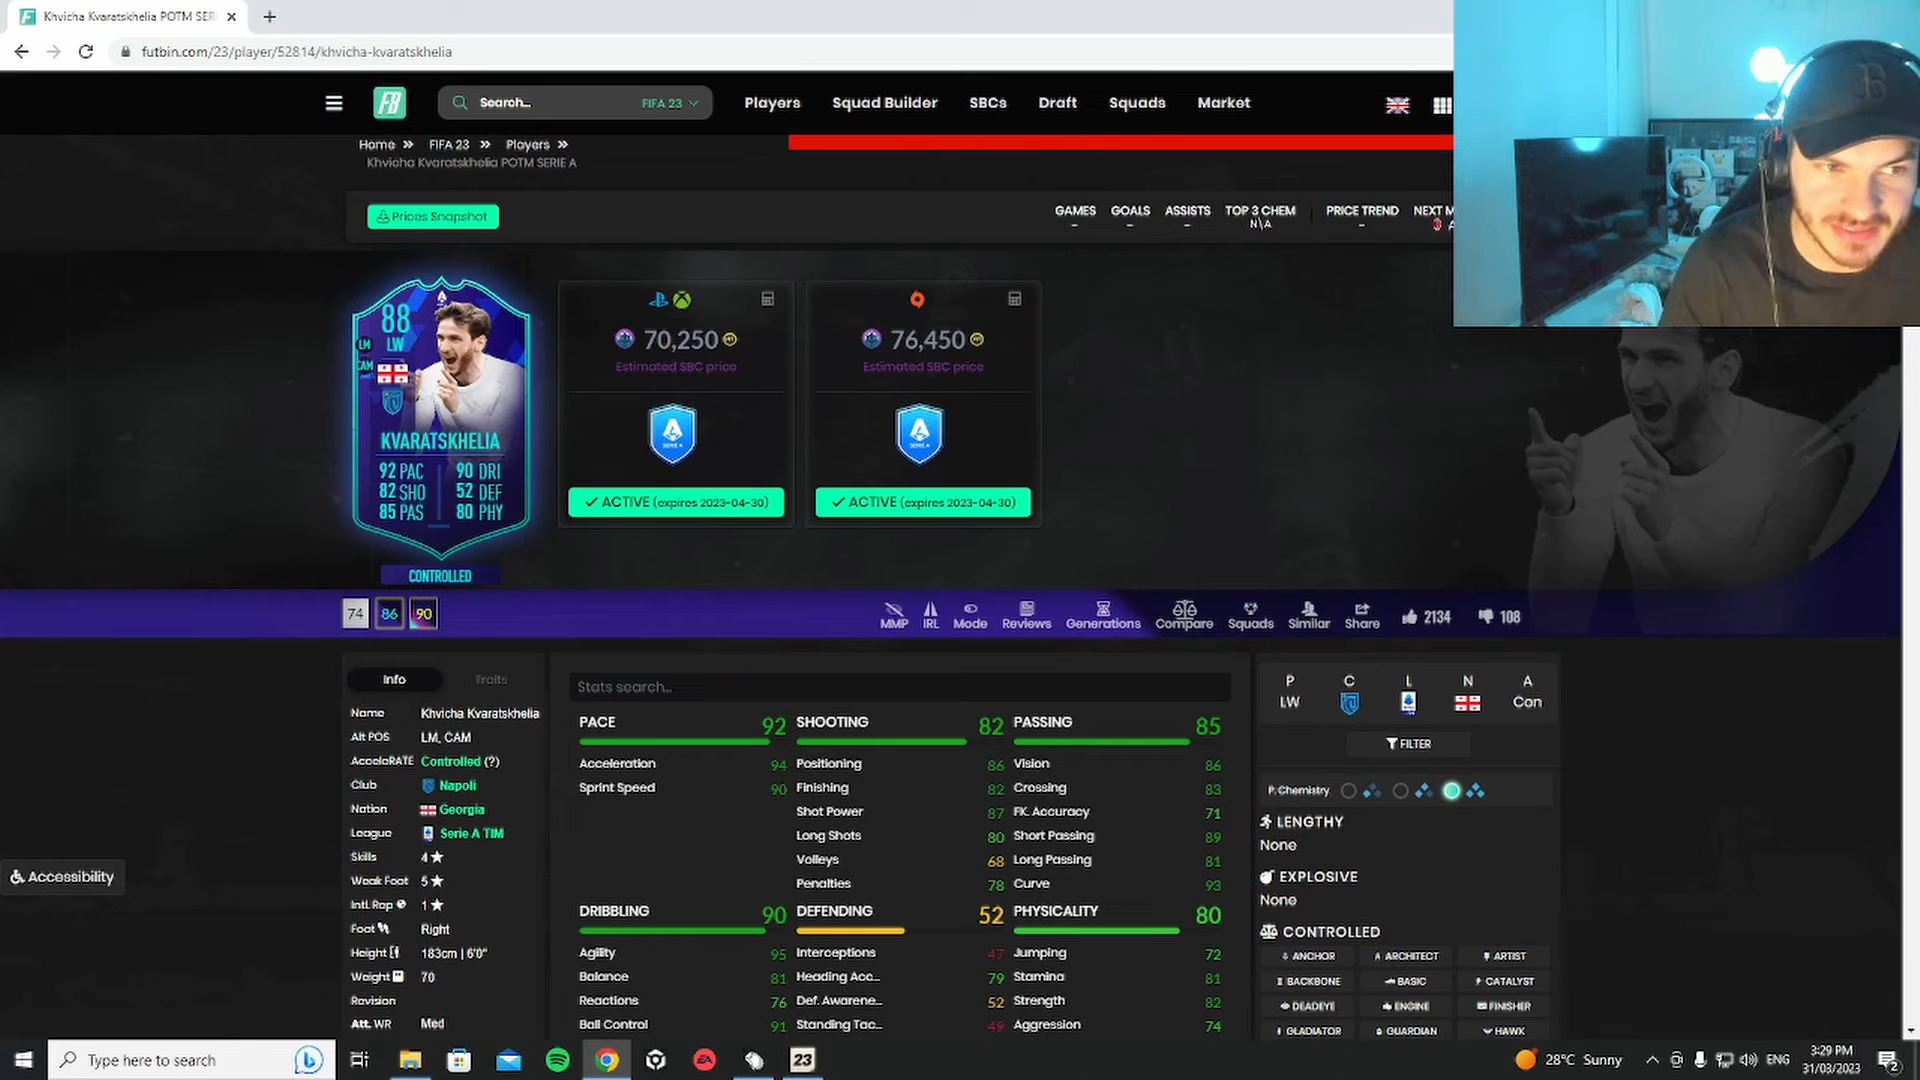 Khvicha Kvaratskhelia POTM SERI
futbin.com/23/player/52814/khvicha-kvaratskhelia
FB Search... FIFA 23 Players Squad Builder SBCs Draft Squads Market
Home » FIFA 23 » Players »
Khvicha Kvaratskhelia POTM SERIE A
Prices Snapshot
GAMES GOALS ASSISTS TOP 3 CHEM PRICE TREND NEXT M
- - - N\A -
88
LW
LM
CAM
KVARATSKHELIA
92 PAC 90 DRI
82 SHO 52 DEF
85 PAS 80 PHY
CONTROLLED
70,250
Estimated SBC price
SERIE A
✓ ACTIVE (expires 2023-04-30)
76,450
Estimated SBC price
SERIE A
✓ ACTIVE (expires 2023-04-30)
74 86 90
MMP IRL Mode Reviews Generations Compare Squads Similar Share 2134 108
Info Traits
Name Khvicha Kvaratskhelia
Alt POS LM, CAM
AcceleRATE Controlled (?)
Club Napoli
Nation Georgia
League Serie A TIM
Skills 4★
Weak Foot 5★
Intl. Rep 1★
Foot Right
Height 183cm | 6'0"
Weight 70
Revision
Att. WR Med
Stats search...
PACE 92
Acceleration 94
Sprint Speed 90
SHOOTING 82
Positioning 86
Finishing 82
Shot Power 87
Long Shots 80
Volleys 68
Penalties 78
PASSING 85
Vision 86
Crossing 83
FK. Accuracy 71
Short Passing 89
Long Passing 81
Curve 93
DRIBBLING 90
Agility 95
Balance 81
Reactions 76
Ball Control 91
DEFENDING 52
Interceptions 47
Heading Acc... 79
Def. Awarene... 52
Standing Tac... 49
PHYSICALITY 80
Jumping 72
Stamina 81
Strength 82
Aggression 74
P C L N A
LW Con
FILTER
P. Chemistry
LENGTHY
None
EXPLOSIVE
None
CONTROLLED
ANCHOR ARCHITECT ARTIST
BACKBONE BASIC CATALYST
DEADEYE ENGINE FINISHER
GLADIATOR GUARDIAN HAWK
Accessibility
Type here to search
EA
23
28°C Sunny
ENG
3:29 PM
31/03/2023
2